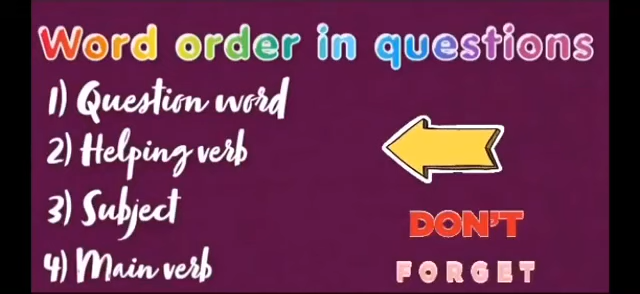 Word order in questions
1) Question word
2) Helping verb
3) Subject
4) Main verb
DON'T
FORGET